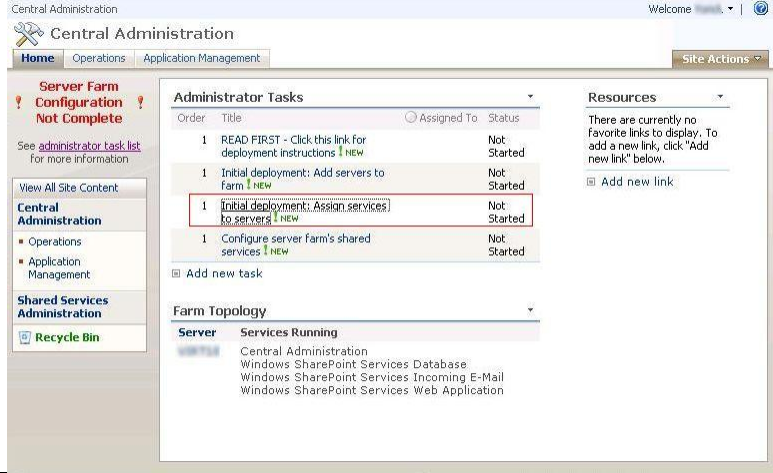 Central Administration
Welcome
Central Administration
Home Operations Application Management
Site Actions
Server Farm
! Configuration !
Not Complete
See administrator task list
for more information
View All Site Content
Central
Administration
Operations
Application
Management
Shared Services
Administration
Recycle Bin
Administrator Tasks
Order Title Assigned To Status
1 READ FIRST - Click this link for
deployment instructions ! NEW
Not
Started
1 Initial deployment: Add servers to
farm ! NEW
Not
Started
1 Initial deployment: Assign services
to servers ! NEW
Not
Started
1 Configure server farm's shared
services ! NEW
Not
Started
Add new task
Farm Topology
Server Services Running
Central Administration
Windows SharePoint Services Database
Windows SharePoint Services Incoming E-Mail
Windows SharePoint Services Web Application
Resources
There are currently no
favorite links to display. To
add a new link, click "Add
new link" below.
Add new link